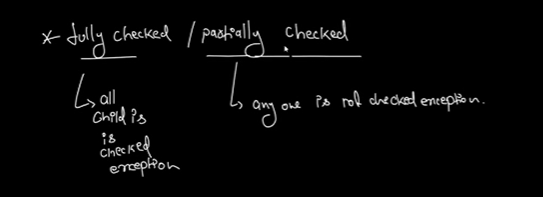 * fully checked / partially checked
↳ all
child is
is
checked
exception
↳ any one is not checked exception.